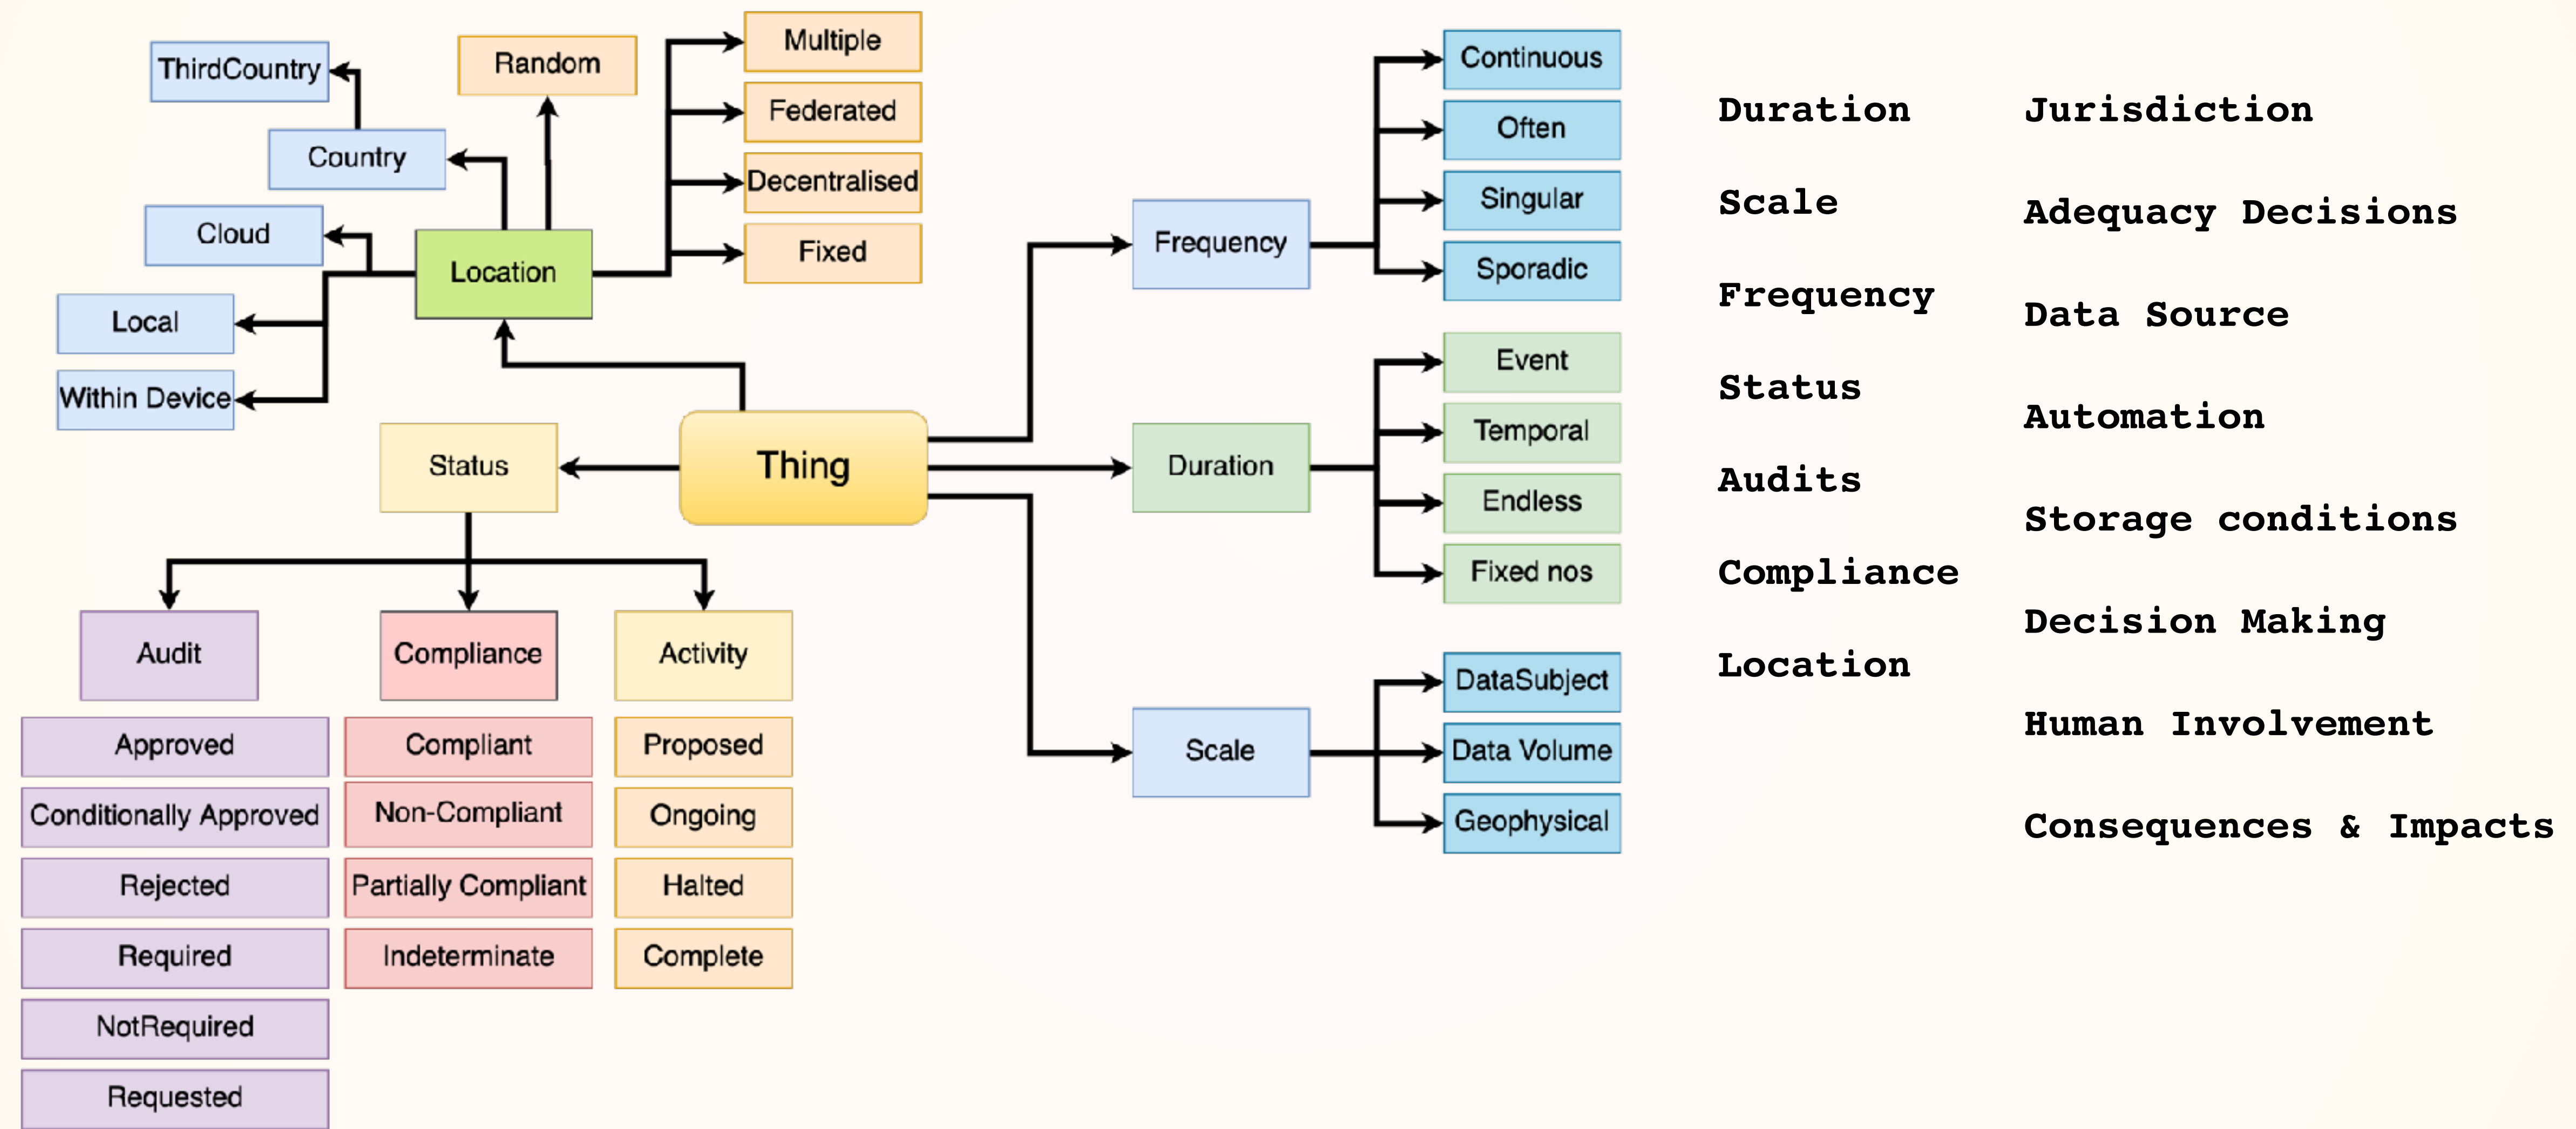 ThirdCountry
Country
Cloud
Local
Within Device
Random
Location
Multiple
Federated
Decentralised
Fixed
Thing
Status
Audit
Approved
Conditionally Approved
Rejected
Required
NotRequired
Requested
Compliance
Compliant
Non-Compliant
Partially Compliant
Indeterminate
Activity
Proposed
Ongoing
Halted
Complete
Frequency
Continuous
Often
Singular
Sporadic
Duration
Event
Temporal
Endless
Fixed nos
Scale
DataSubject
Data Volume
Geophysical
Duration
Scale
Frequency
Status
Audits
Compliance
Location
Jurisdiction
Adequacy Decisions
Data Source
Automation
Storage conditions
Decision Making
Human Involvement
Consequences & Impacts